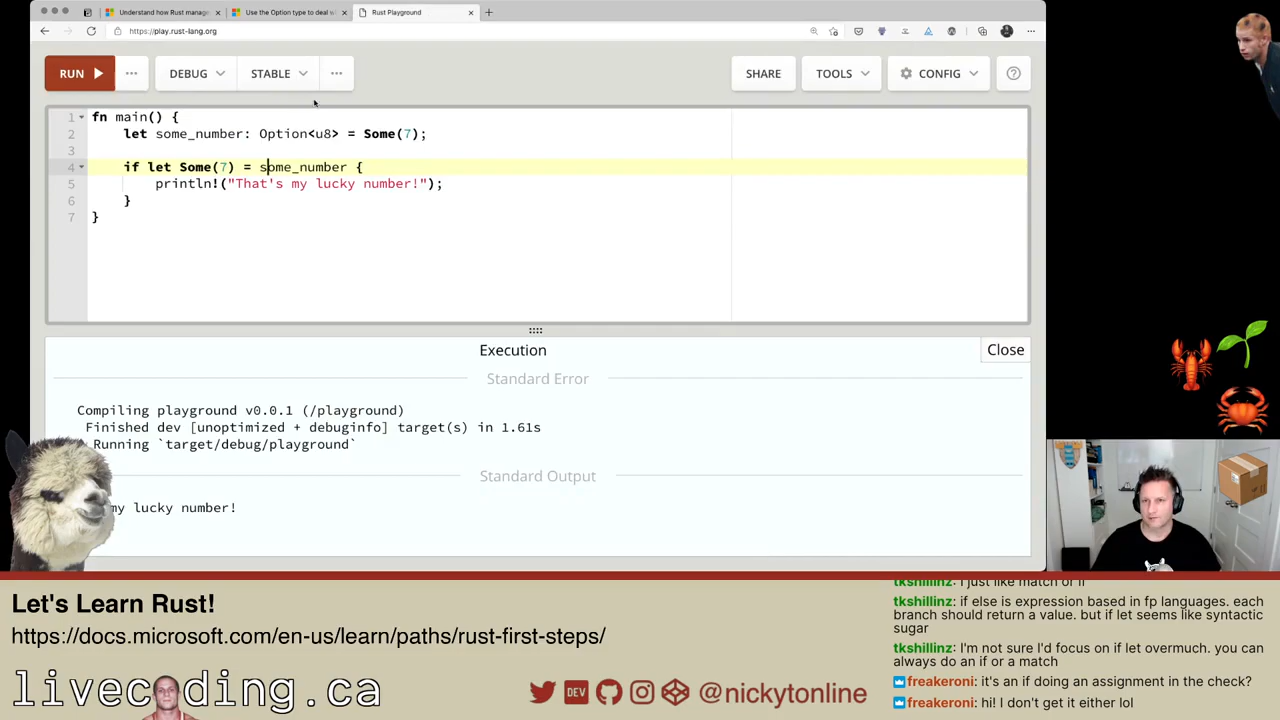 Understand how Rust manage
Use the Option type to deal w
Rust Playground
https://play.rust-lang.org
RUN
DEBUG
STABLE
SHARE
TOOLS
CONFIG
1 fn main() {
2 let some_number: Option<u8> = Some(7);
3
4 if let Some(7) = some_number {
5 println!("That's my lucky number!");
6 }
7 }
Execution
Close
Standard Error
Compiling playground v0.0.1 (/playground)
Finished dev [unoptimized + debuginfo] target(s) in 1.61s
Running `target/debug/playground`
Standard Output
my lucky number!
Let's Learn Rust!
https://docs.microsoft.com/en-us/learn/paths/rust-first-steps/
livecoding.ca
DEV
@nickytonline
tkshillinz: I just like match or if
tkshillinz: if else is expression based in fp languages. each
branch should return a value. but if let seems like syntactic
sugar
tkshillinz: I'm not sure I'd focus on if let overmuch. you can
always do an if or a match
freakeroni: it's an if doing an assignment in the check?
freakeroni: hi! I don't get it either lol